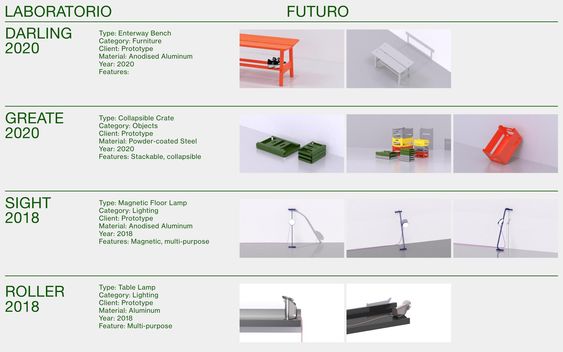 LABORATORIO FUTURO
DARLING
2020
Type: Enterway Bench
Category: Furniture
Client: Prototype
Material: Anodised Aluminum
Year: 2020
Features:
GREATE
2020
Type: Collapsible Crate
Category: Objects
Client: Prototype
Material: Powder-coated Steel
Year: 2020
Features: Stackable, collapsible
SIGHT
2018
Type: Magnetic Floor Lamp
Category: Lighting
Client: Prototype
Material: Anodised Aluminum
Year: 2018
Features: Magnetic, multi-purpose
ROLLER
2018
Type: Table Lamp
Category: Lighting
Client: Prototype
Material: Aluminum
Year: 2018
Feature: Multi-purpose